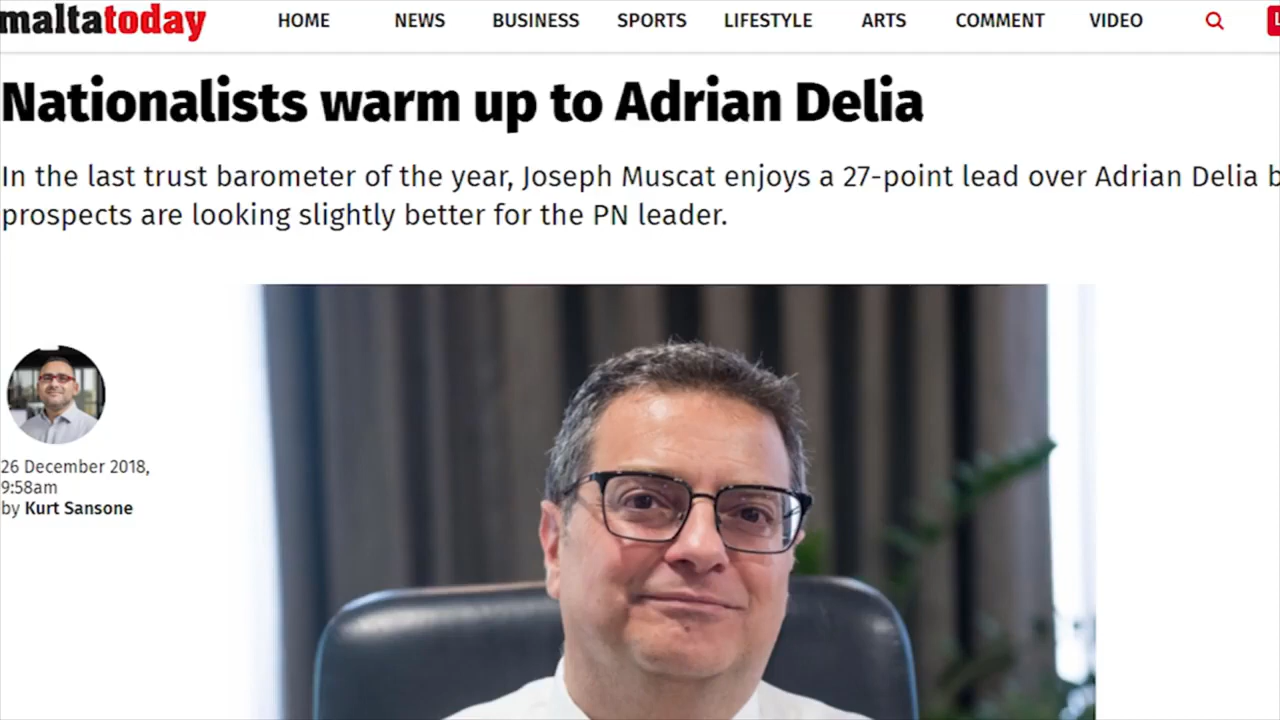 maltatoday
HOME NEWS BUSINESS SPORTS LIFESTYLE ARTS COMMENT VIDEO
Nationalists warm up to Adrian Delia
In the last trust barometer of the year, Joseph Muscat enjoys a 27-point lead over Adrian Delia
prospects are looking slightly better for the PN leader.
26 December 2018,
9:58am
by Kurt Sansone